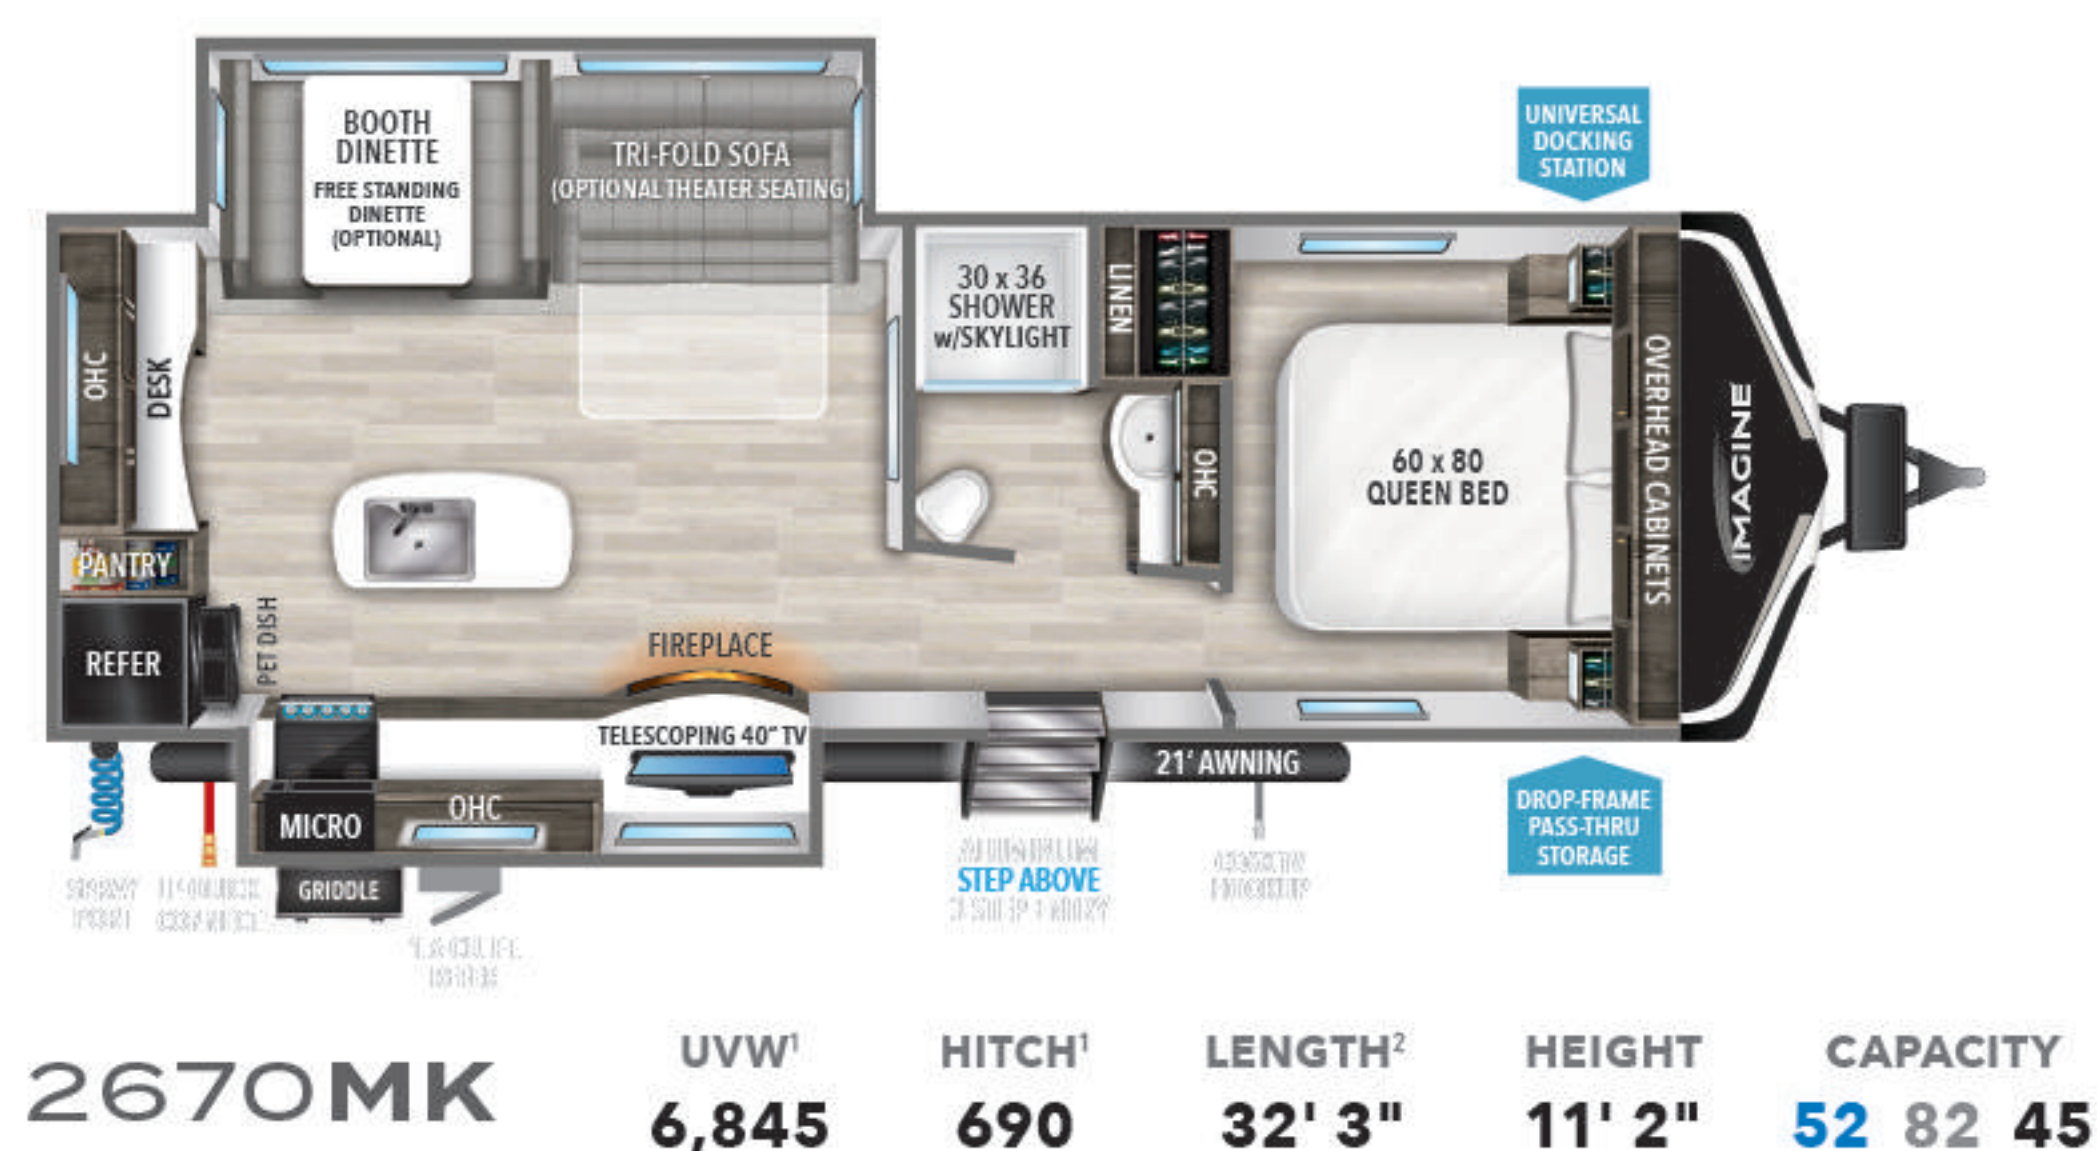 BOOTH
DINETTE
FREE STANDING
DINETTE
(OPTIONAL)
TRI-FOLD SOFA
(OPTIONAL THEATER SEATING)
UNIVERSAL
DOCKING
STATION
30 x 36
SHOWER
w/SKYLIGHT
LINEN
OHC
DESK
OHC
60 x 80
QUEEN BED
OVERHEAD CABINETS
IMAGINE
PANTRY
REFER
PET DISH
FIREPLACE
TELESCOPING 40" TV
MICRO
OHC
GRIDDLE
21' AWNING
STEP ABOVE
DROP-FRAME
PASS-THRU
STORAGE
2670MK
UVW¹ HITCH¹ LENGTH² HEIGHT CAPACITY
6,845 690 32' 3" 11' 2" 52 82 45